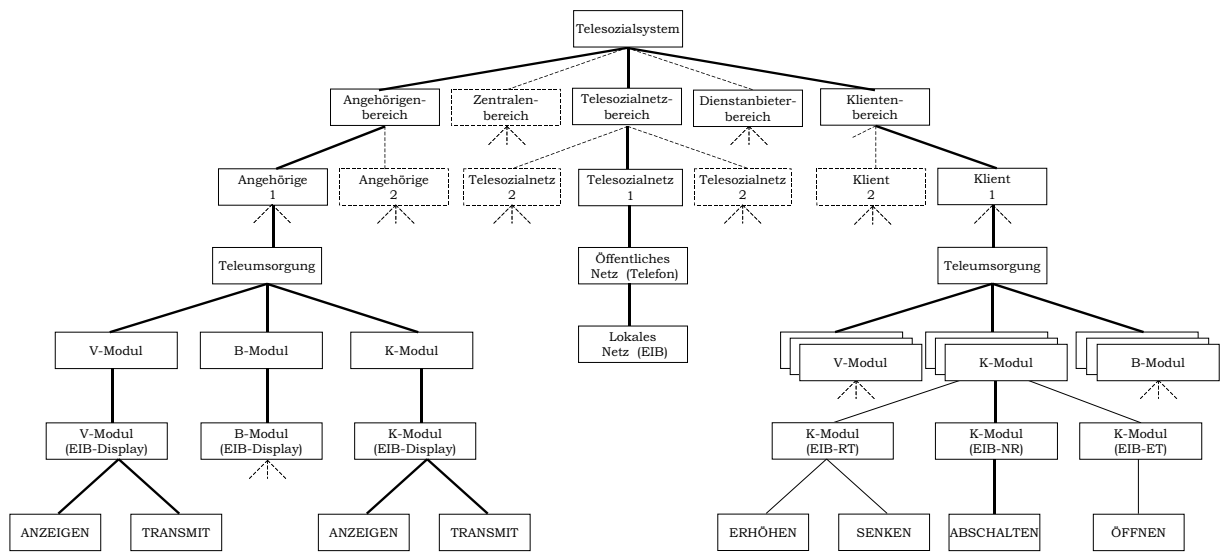 Telesozialsystem
Angehörigen-
bereich
Zentralen-
bereich
Telesozialnetz-
bereich
Dienstanbieter-
bereich
Klienten-
bereich
Angehörige
1
Angehörige
2
Telesozialnetz
2
Telesozialnetz
1
Telesozialnetz
2
Klient
2
Klient
1
Teleumsorgung
Öffentliches
Netz (Telefon)
Teleumsorgung
V-Modul
B-Modul
K-Modul
Lokales
Netz (EIB)
V-Modul
K-Modul
B-Modul
V-Modul
(EIB-Display)
B-Modul
(EIB-Display)
K-Modul
(EIB-Display)
K-Modul
(EIB-RT)
K-Modul
(EIB-NR)
K-Modul
(EIB-ET)
ANZEIGEN
TRANSMIT
ANZEIGEN
TRANSMIT
ERHÖHEN
SENKEN
ABSCHALTEN
ÖFFNEN